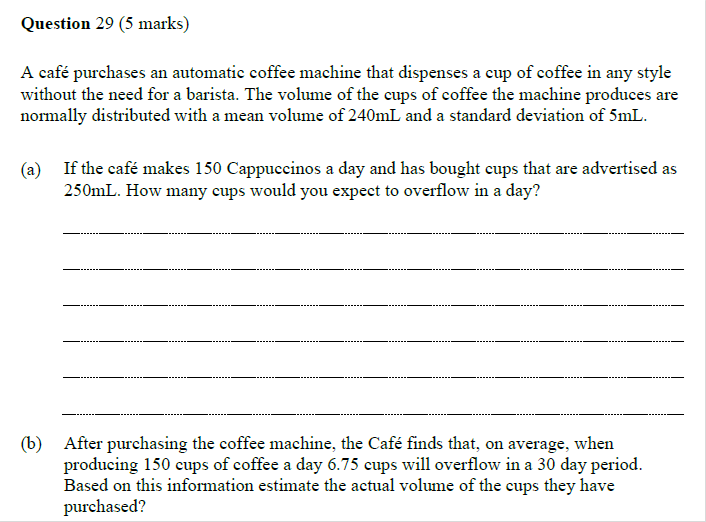 Question 29 (5 marks)
A café purchases an automatic coffee machine that dispenses a cup of coffee in any style
without the need for a barista. The volume of the cups of coffee the machine produces are
normally distributed with a mean volume of 240mL and a standard deviation of 5mL.
(a) If the café makes 150 Cappuccinos a day and has bought cups that are advertised as
250mL. How many cups would you expect to overflow in a day?
(b) After purchasing the coffee machine, the Café finds that, on average, when
producing 150 cups of coffee a day 6.75 cups will overflow in a 30 day period.
Based on this information estimate the actual volume of the cups they have
purchased?